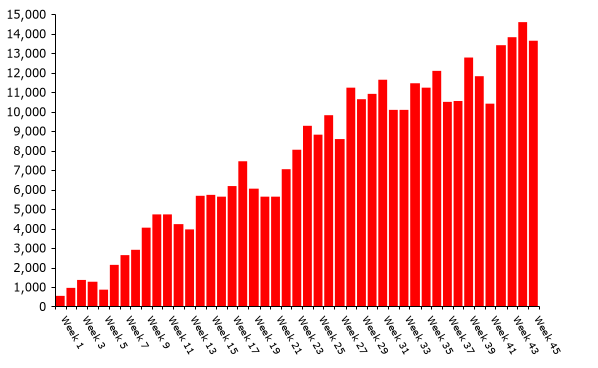 15,000
14,000
13,000
12,000
11,000
10,000
9,000
8,000
7,000
6,000
5,000
4,000
3,000
2,000
1,000
0
Week 1
Week 3
Week 5
Week 7
Week 9
Week 11
Week 13
Week 15
Week 17
Week 19
Week 21
Week 23
Week 25
Week 27
Week 29
Week 31
Week 33
Week 35
Week 37
Week 39
Week 41
Week 43
Week 45